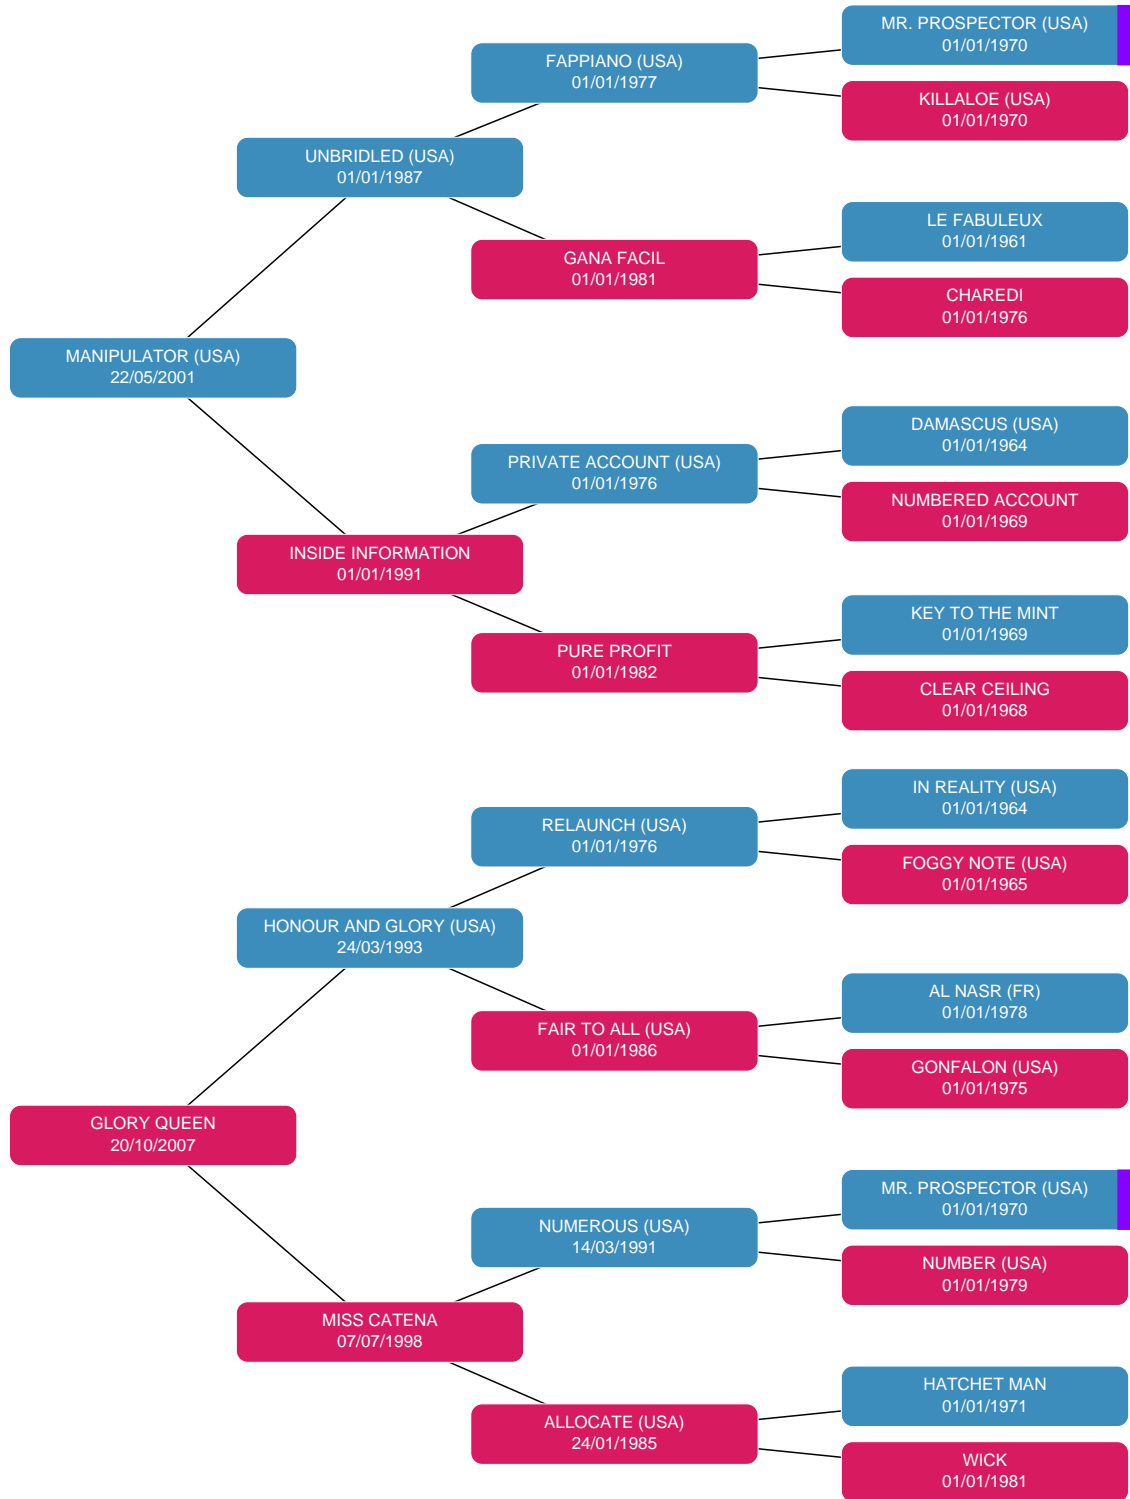 MR. PROSPECTOR (USA)
01/01/1970
FAPPIANO (USA)
01/01/1977
KILLALOE (USA)
01/01/1970
UNBRIDLED (USA)
01/01/1987
LE FABULEUX
01/01/1961
GANA FACIL
01/01/1981
CHAREDI
01/01/1976
MANIPULATOR (USA)
22/05/2001
DAMASCUS (USA)
01/01/1964
PRIVATE ACCOUNT (USA)
01/01/1976
NUMBERED ACCOUNT
01/01/1969
INSIDE INFORMATION
01/01/1991
KEY TO THE MINT
01/01/1969
PURE PROFIT
01/01/1982
CLEAR CEILING
01/01/1968
IN REALITY (USA)
01/01/1964
RELAUNCH (USA)
01/01/1976
FOGGY NOTE (USA)
01/01/1965
HONOUR AND GLORY (USA)
24/03/1993
AL NASR (FR)
01/01/1978
FAIR TO ALL (USA)
01/01/1986
GONFALON (USA)
01/01/1975
GLORY QUEEN
20/10/2007
MR. PROSPECTOR (USA)
01/01/1970
NUMEROUS (USA)
14/03/1991
NUMBER (USA)
01/01/1979
MISS CATENA
07/07/1998
HATCHET MAN
01/01/1971
ALLOCATE (USA)
24/01/1985
WICK
01/01/1981